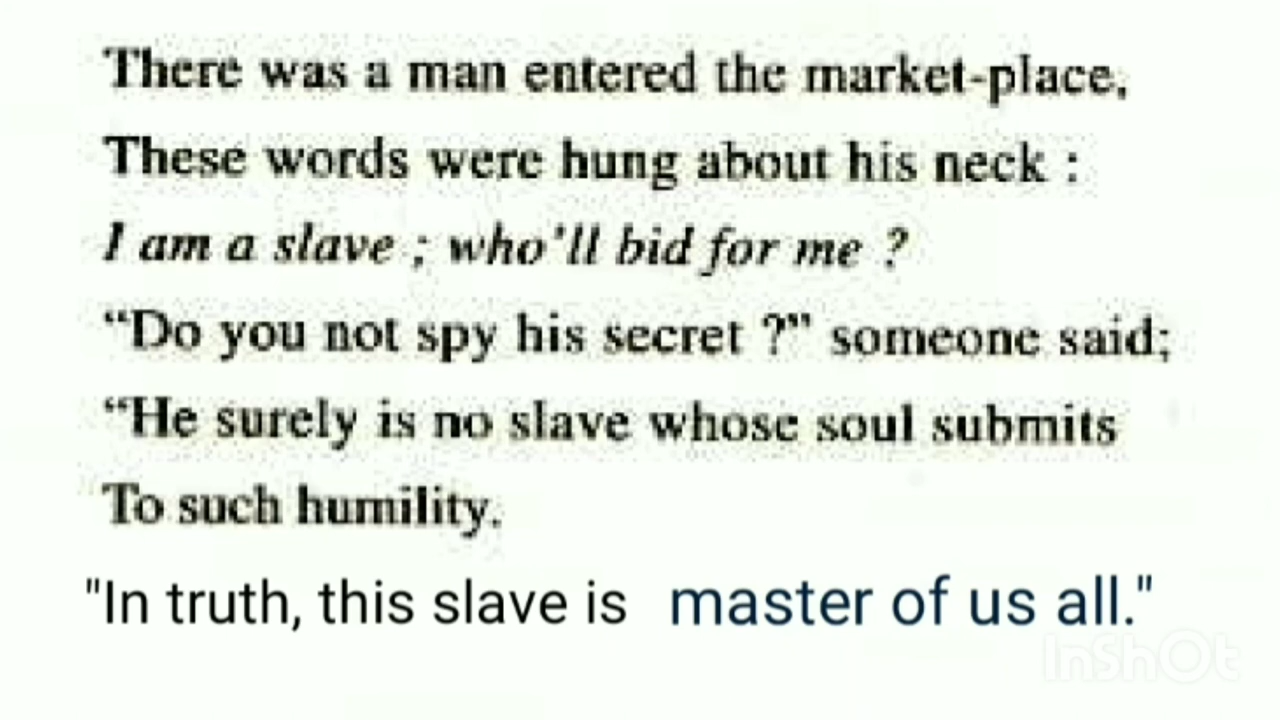 There was a man entered the market-place,
These words were hung about his neck :
I am a slave ; who'll bid for me ?
“Do you not spy his secret ?” someone said;
“He surely is no slave whose soul submits
To such humility.
"In truth, this slave is master of us all."
InShOt